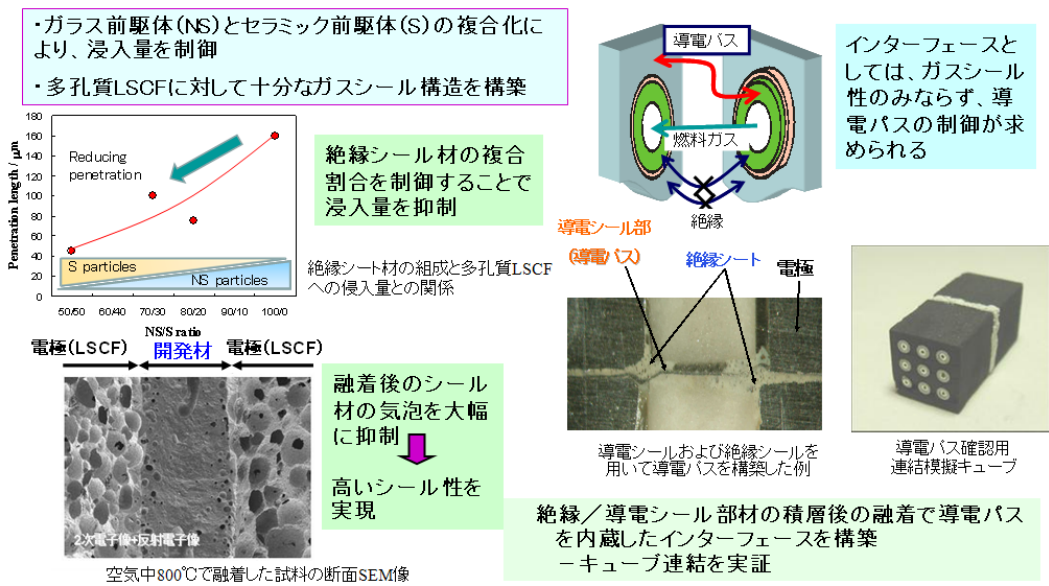 ・ガラス前駆体(NS)とセラミック前駆体(S)の複合化に
より、浸入量を制御
・多孔質LSCFに対して十分なガスシール構造を構築
180
160
140
120
100
80
60
40
20
0
Penetration length / μm
Reducing
penetration
S particles
NS particles
50/50 60/40 70/30 80/20 90/10 100/0
NS/S ratio
絶縁シール材の複合
割合を制御することで
浸入量を抑制
絶縁シート材の組成と多孔質LSCF
への侵入量との関係
電極(LSCF) 開発材 電極(LSCF)
2次電子像+反射電子像
空気中800℃で融着した試料の断面SEM像
融着後のシール
材の気泡を大幅
に抑制
高いシール性を
実現
導電パス
燃料ガス
絶縁
インターフェースと
しては、ガスシール
性のみならず、導
電パスの制御が求
められる
導電シール部
(導電パス)
絶縁シート
電極
導電シールおよび絶縁シールを
用いて導電パスを構築した例
導電パス確認用
連結模擬キューブ
絶縁／導電シール部材の積層後の融着で導電パス
を内蔵したインターフェースを構築
－キューブ連結を実証